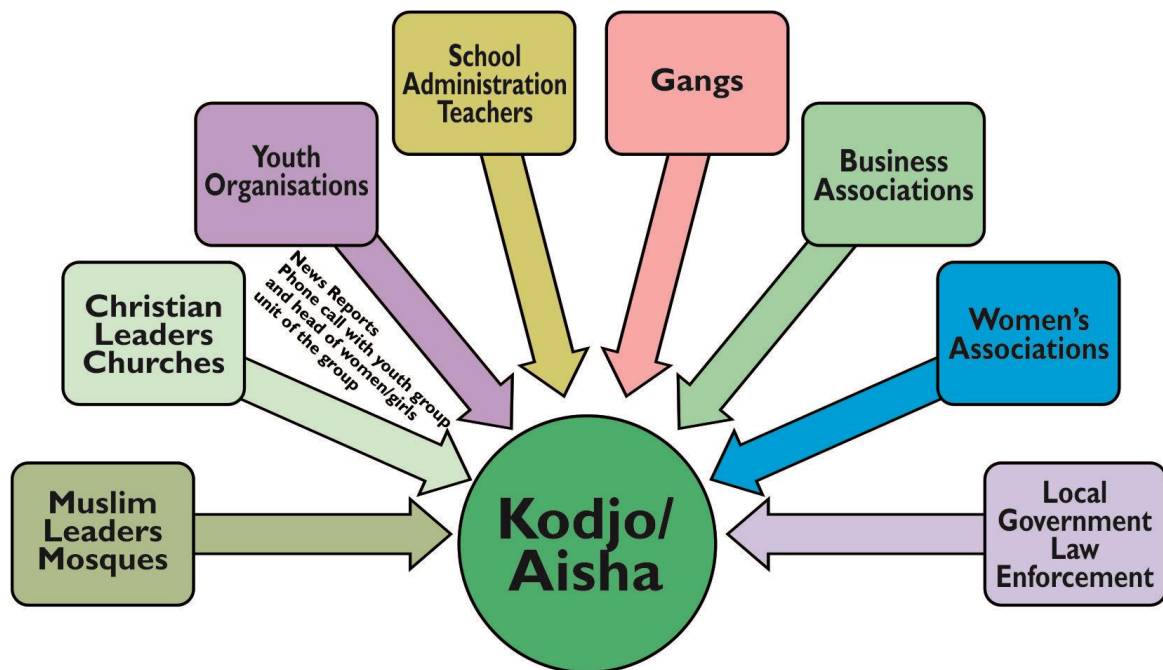 School
Administration
Teachers
Gangs
Youth
Organisations
Business
Associations
News Reports
Phone call with youth group
and head of women/girls
unit of the group
Christian
Leaders
Churches
Women's
Associations
Muslim
Leaders
Mosques
Kodjo/
Aisha
Local
Government
Law
Enforcement